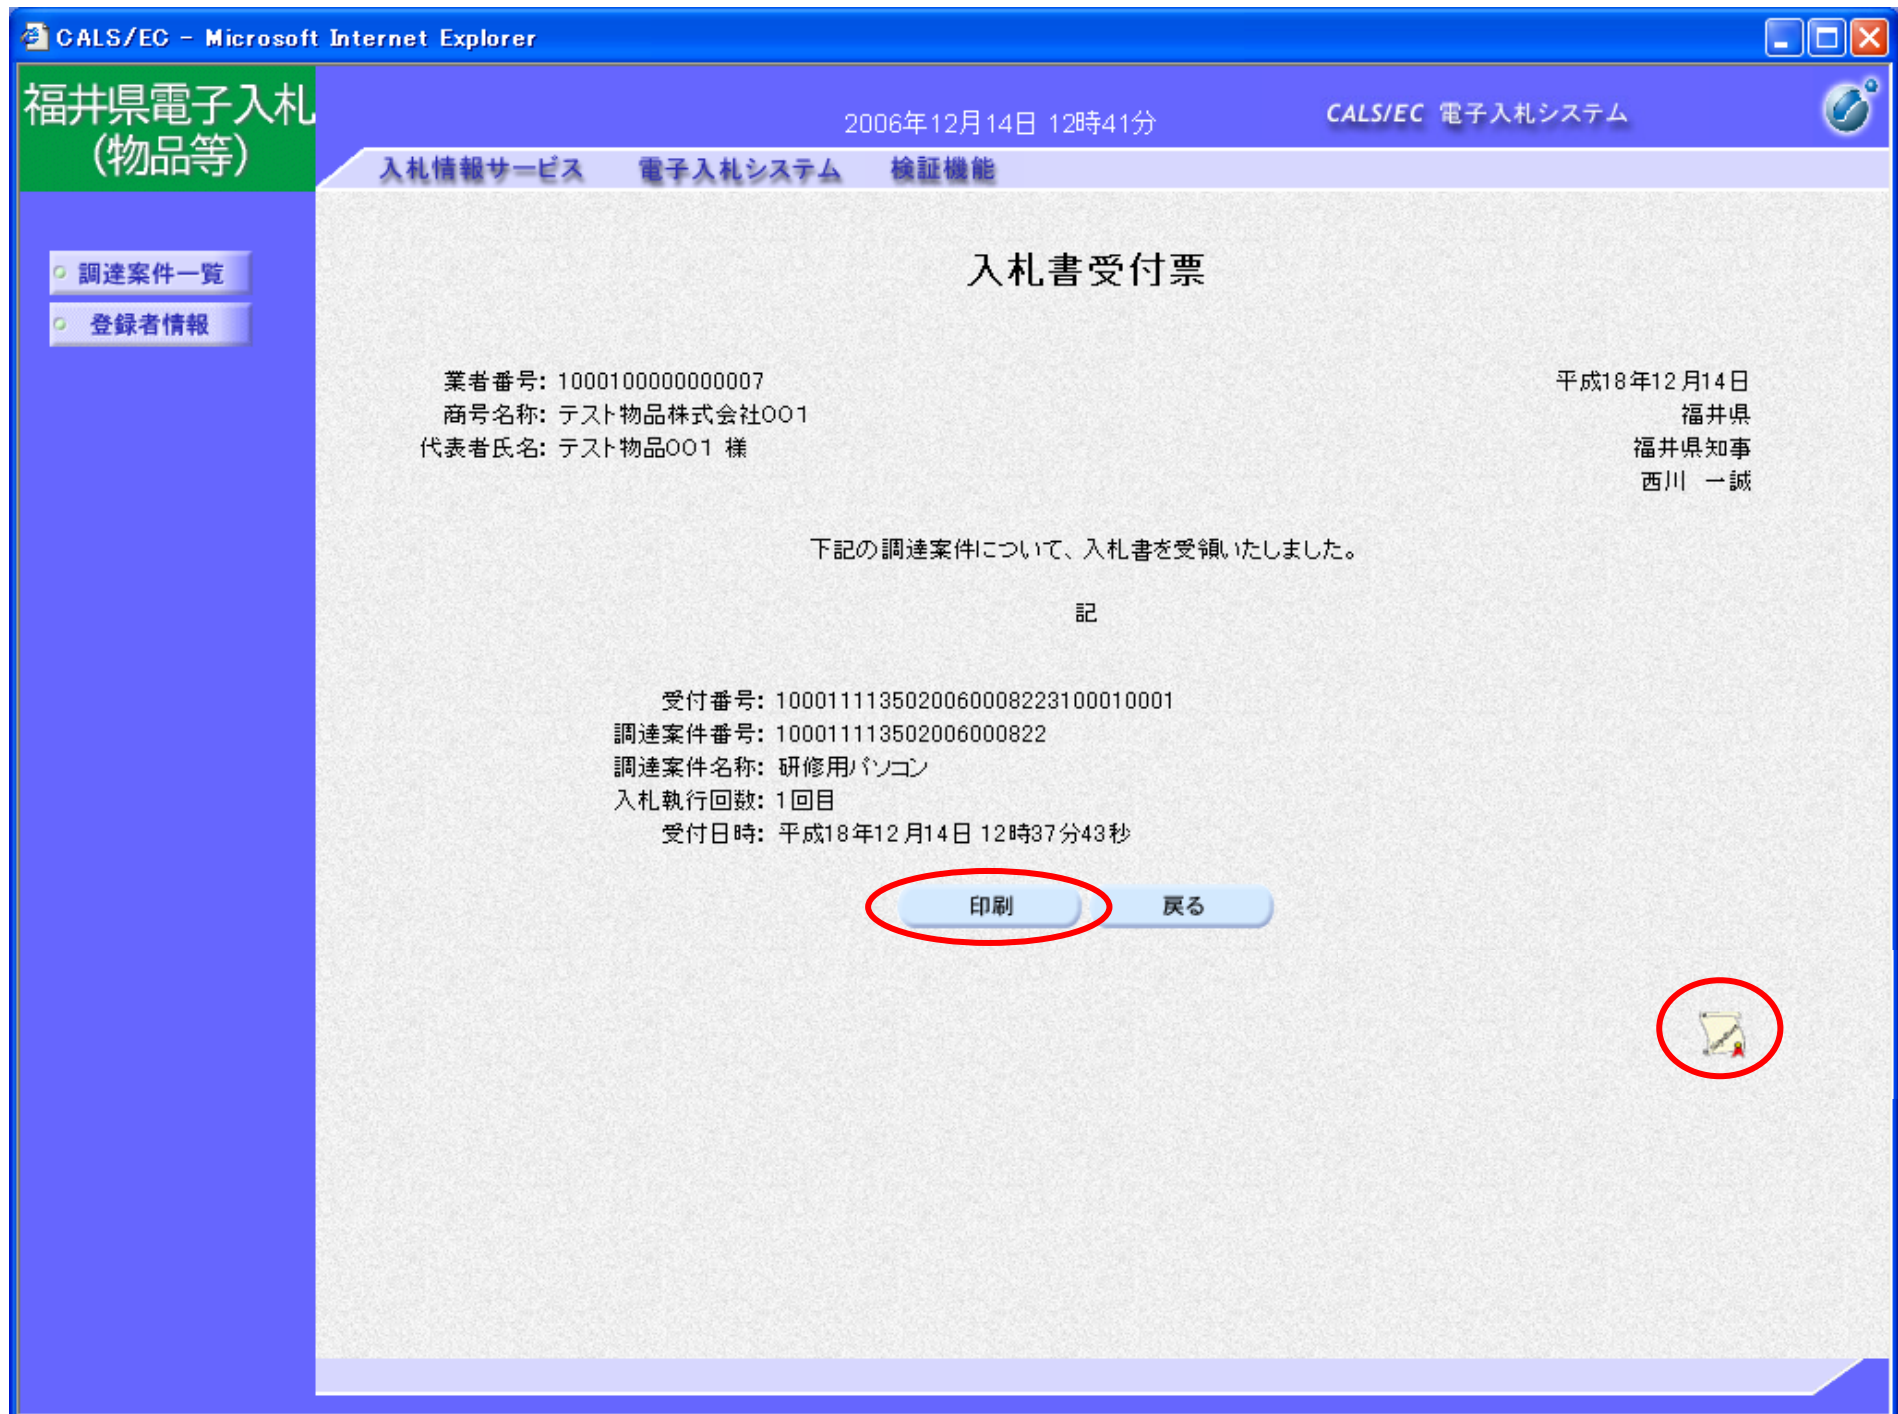 CALS/EC - Microsoft Internet Explorer
福井県電子入札
(物品等)
2006年12月14日 12時41分
CALS/EC 電子入札システム
入札情報サービス 電子入札システム 検証機能
調達案件一覧
登録者情報
入札書受付票
業者番号: 1000100000000007
商号名称: テスト物品株式会社001
代表者氏名: テスト物品001 様
平成18年12月14日
福井県
福井県知事
西川 一誠
下記の調達案件について、入札書を受領いたしました。
記
受付番号: 1000111135020060008223100010001
調達案件番号: 100011113502006000822
調達案件名称: 研修用パソコン
入札執行回数: 1回目
受付日時: 平成18年12月14日 12時37分43秒
印刷 戻る